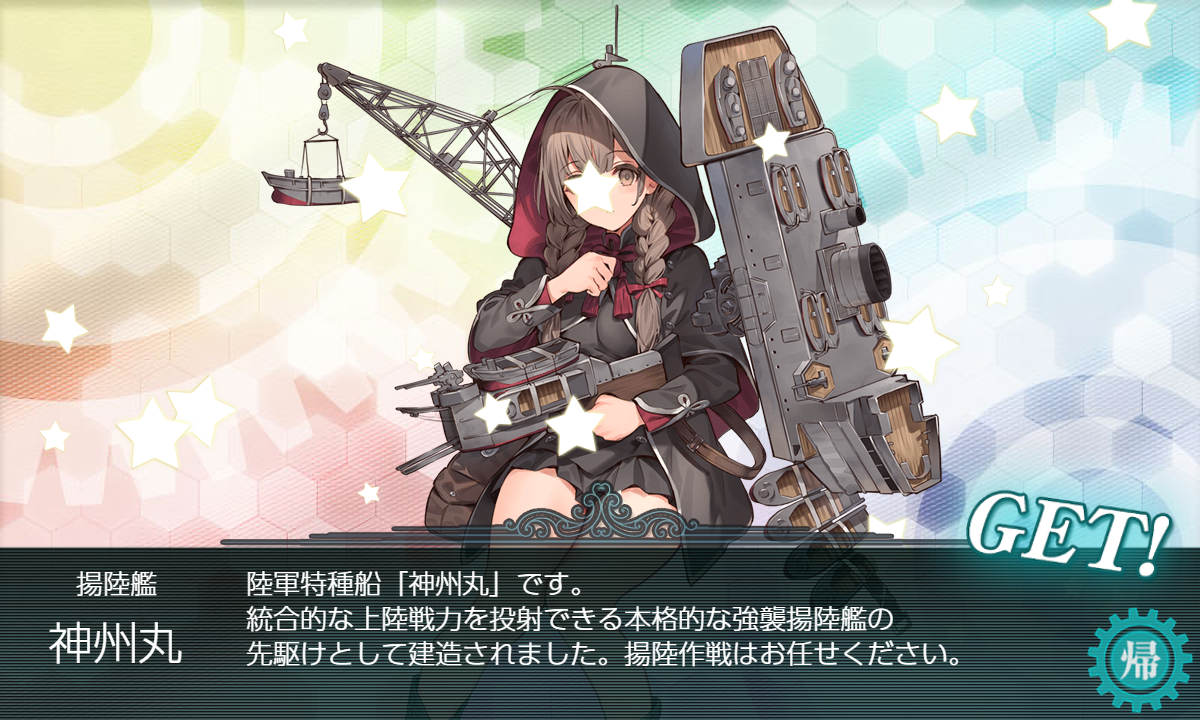 GET!
揚陸艦
神州丸
陸軍特種船「神州丸」です。
統合的な上陸戦力を投射できる本格的な強襲揚陸艦の
先駆けとして建造されました。揚陸作戦はお任せください。
帰